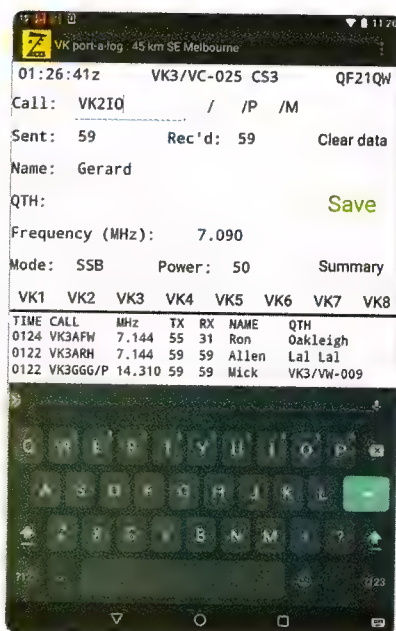 11:26
VK port-a-log : 45 km SE Melbourne
01:26:41z VK3/VC-025 CS3 QF21QW
Call: VK2IO / /P /M
Sent: 59 Rec'd: 59 Clear data
Name: Gerard
QTH: Save
Frequency (MHz): 7.090
Mode: SSB Power: 50 Summary
VK1 VK2 VK3 VK4 VK5 VK6 VK7 VK8
TIME CALL MHz TX RX NAME QTH
0124 VK3AFW 7.144 55 31 Ron Oakleigh
0122 VK3ARH 7.144 59 59 Allen Lal Lal
0122 VK3GGG/P 14.310 59 59 Mick VK3/VW-009
Q W E R T Y U I O P
A S D F G H J K L
Z B N M ?